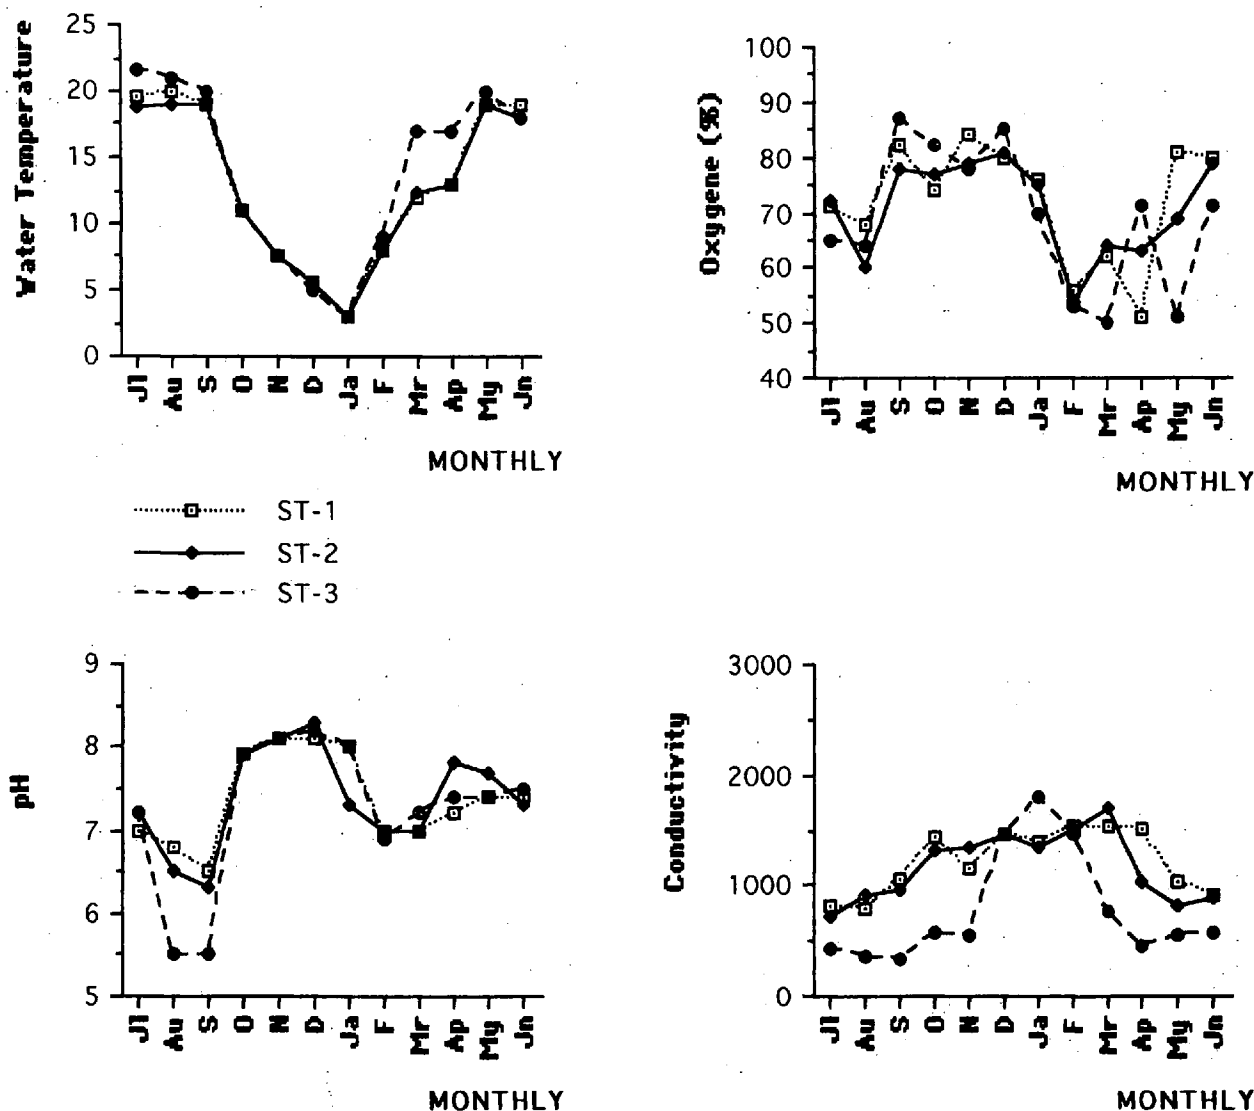 Water Temperature
25
20
15
10
5
0
Jl Au S O N D Ja F Mr Ap My Jn
MONTHLY
Oxygene (%)
100
90
80
70
60
50
40
Jl Au S O N D Ja F Mr Ap My Jn
MONTHLY
ST-1
ST-2
ST-3
pH
9
8
7
6
5
Jl Au S O N D Ja F Mr Ap My Jn
MONTHLY
Conductivity
3000
2000
1000
0
Jl Au S O N D Ja F Mr Ap My Jn
MONTHLY